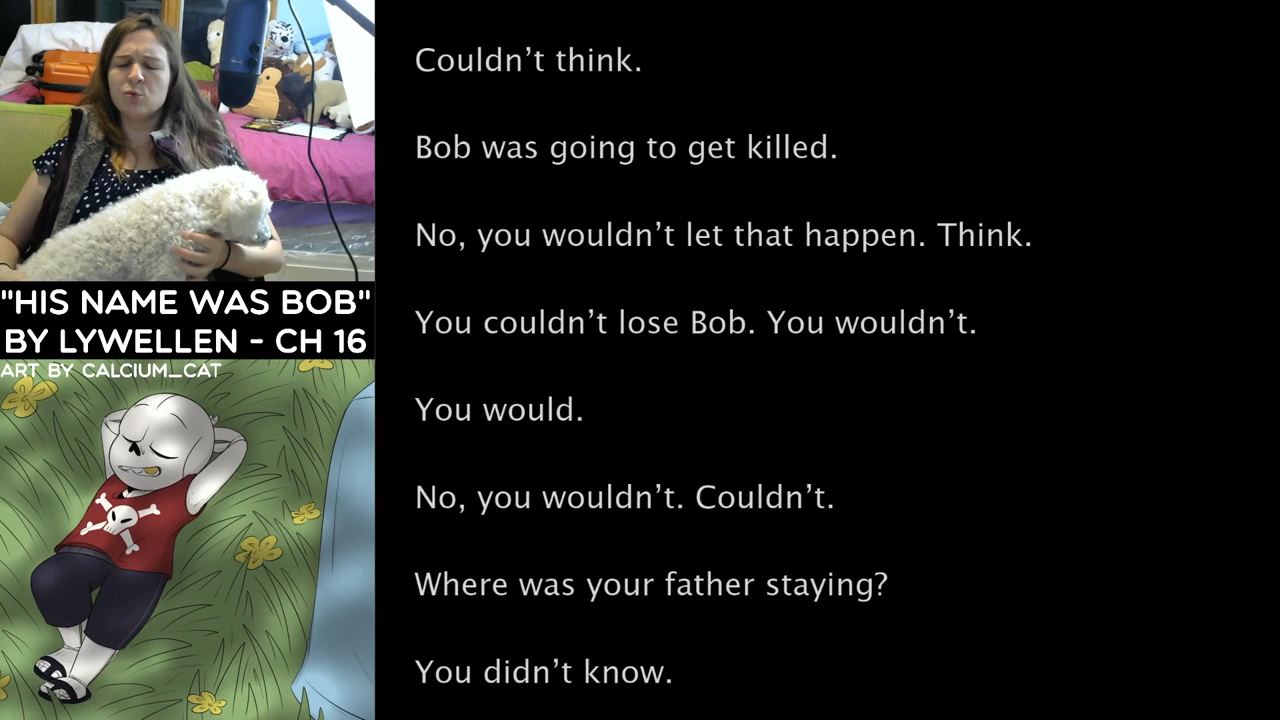 "HIS NAME WAS BOB"
BY LYWELLEN - CH 16
ART BY CALCIUM_CAT
Couldn’t think.
Bob was going to get killed.
No, you wouldn’t let that happen. Think.
You couldn’t lose Bob. You wouldn’t.
You would.
No, you wouldn’t. Couldn’t.
Where was your father staying?
You didn’t know.